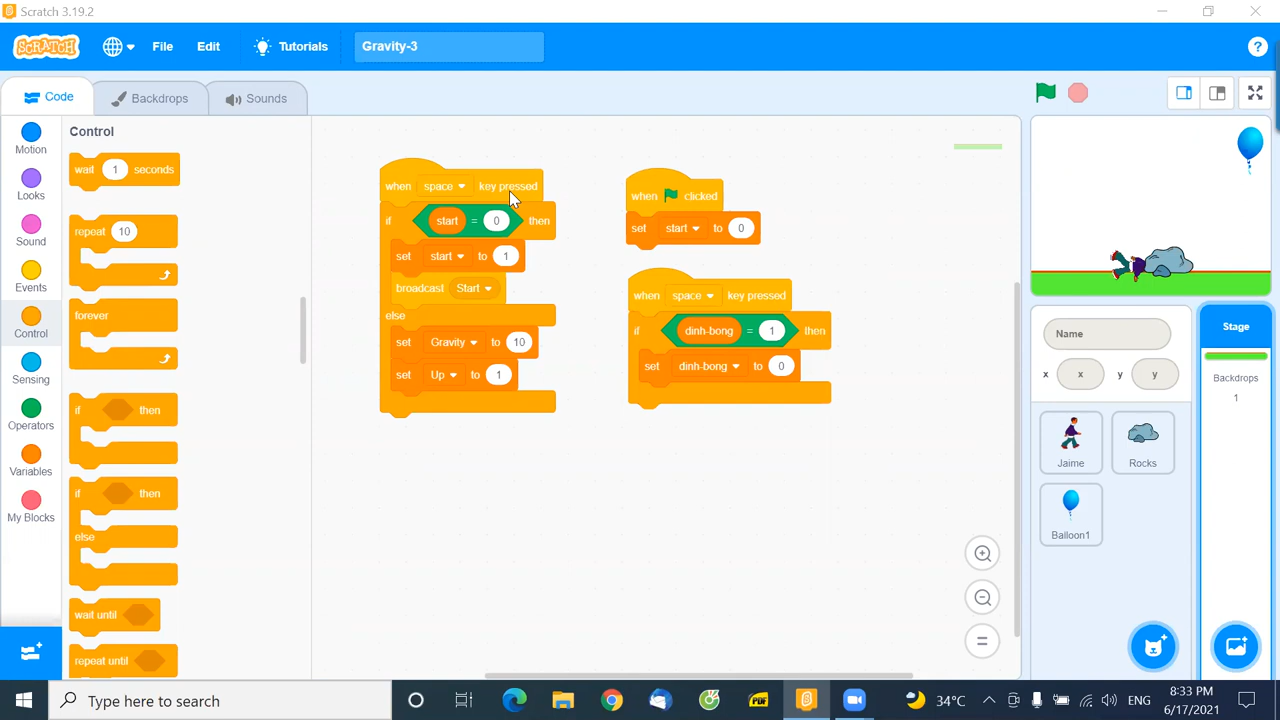 Scratch 3.19.2
SCRATCH
File
Edit
Tutorials
Gravity-3
Code
Backdrops
Sounds
Motion
Looks
Sound
Events
Control
Sensing
Operators
Variables
My Blocks
Control
wait 1 seconds
repeat 10
forever
if then
if then
else
wait until
repeat until
when space key pressed
if start = 0 then
set start to 1
broadcast Start
else
set Gravity to 10
set Up to 1
when clicked
set start to 0
when space key pressed
if dinh-bong = 1 then
set dinh-bong to 0
Name
x x y y
Jaime
Rocks
Balloon1
Stage
Backdrops
1
Type here to search
PDF
34°C
ENG
8:33 PM
6/17/2021